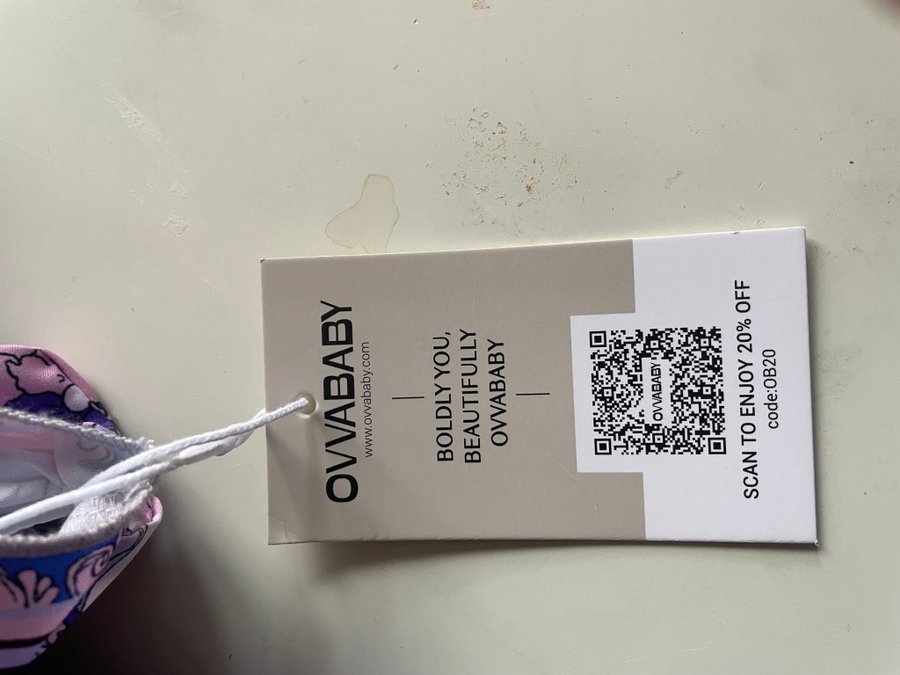 OVVABABY
www.ovvababy.com
BOLDLY YOU,
BEAUTIFULLY
OVVABABY
OVVABABY
SCAN TO ENJOY 20% OFF
code:OB20